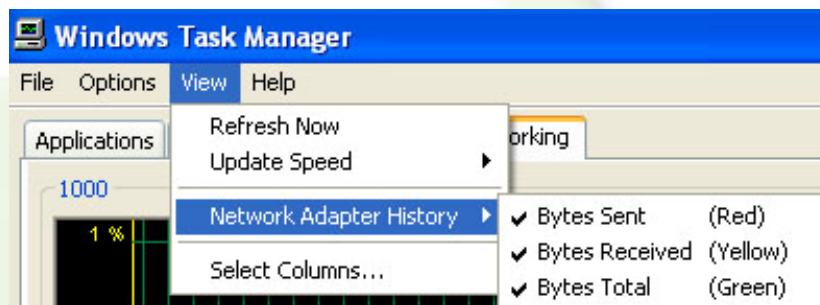 Windows Task Manager
File Options View Help
Applications orking
Refresh Now
Update Speed
Network Adapter History
Select Columns...
Bytes Sent (Red)
Bytes Received (Yellow)
Bytes Total (Green)
1000
1 %